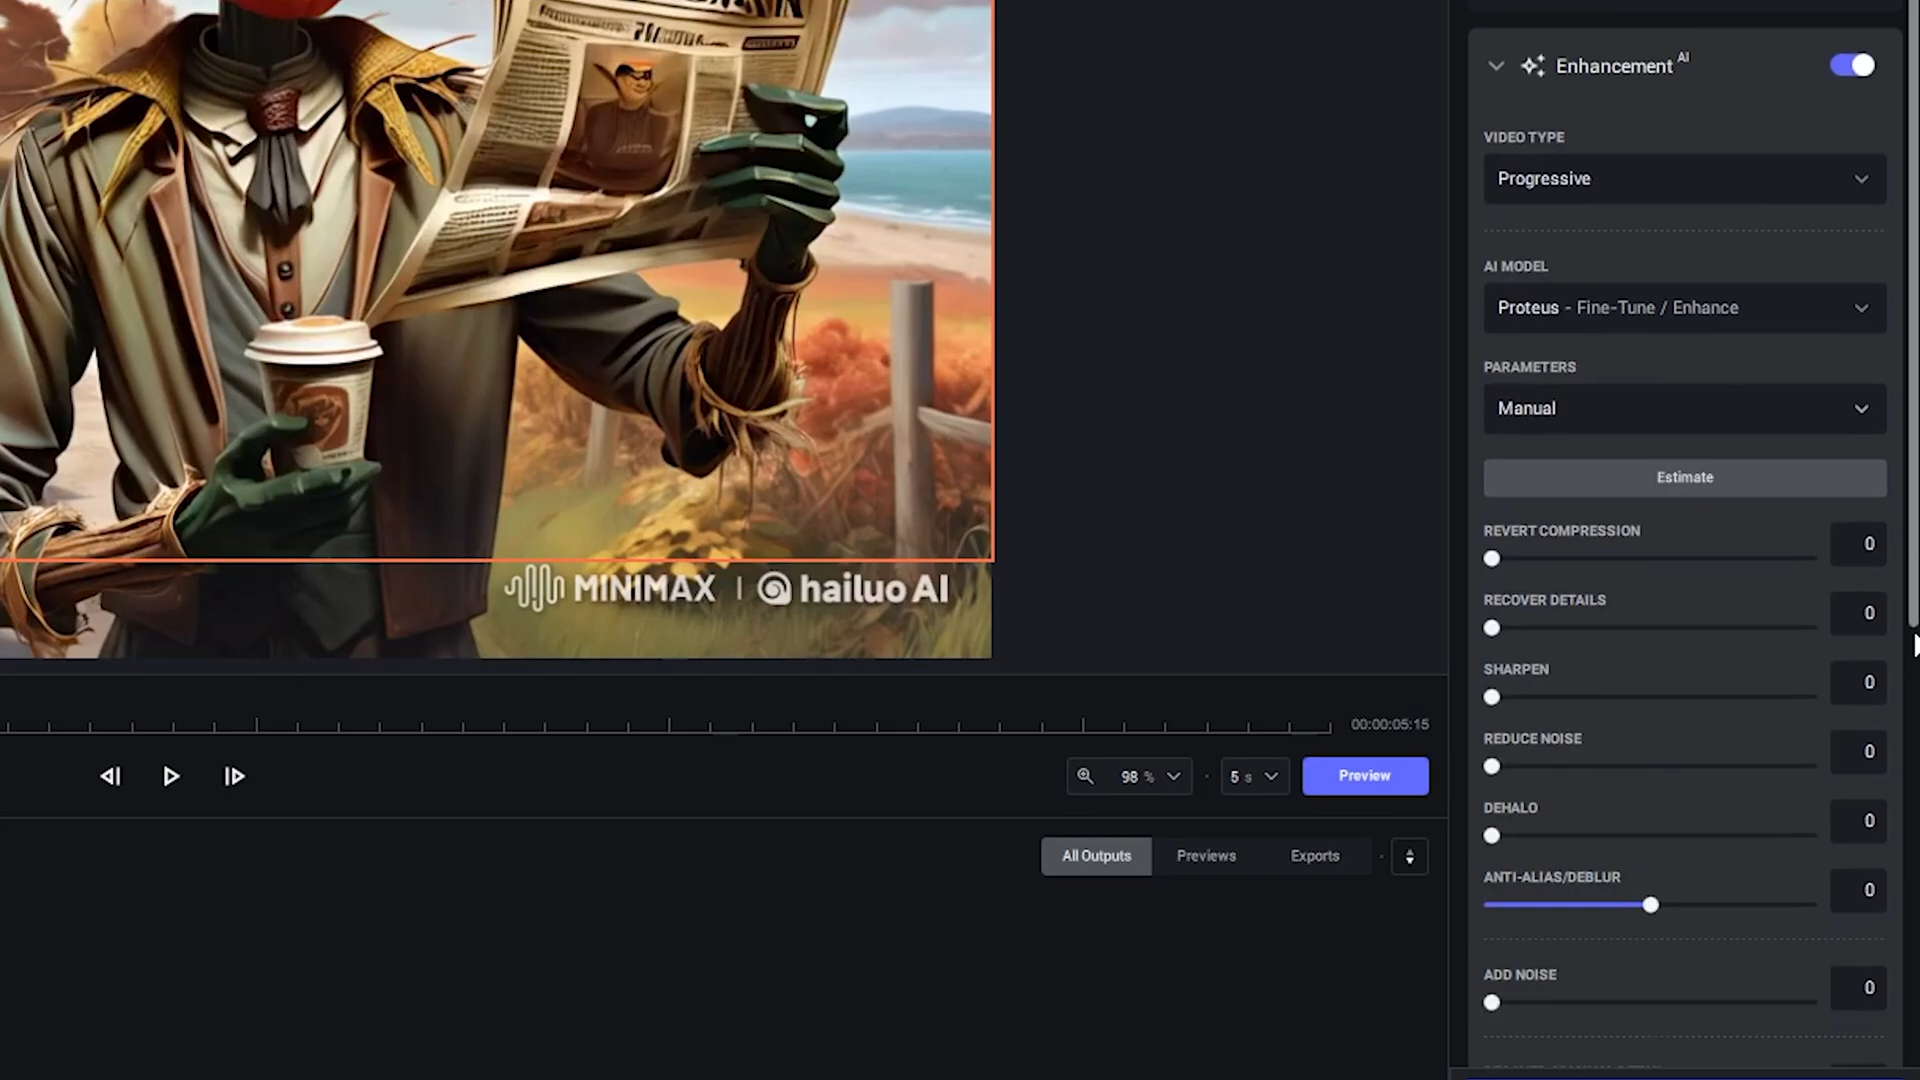 Enhancement AI
VIDEO TYPE
Progressive
AI MODEL
Proteus - Fine-Tune / Enhance
PARAMETERS
Manual
Estimate
REVERT COMPRESSION
0
RECOVER DETAILS
0
SHARPEN
0
REDUCE NOISE
0
DEHALO
0
ANTI-ALIAS/DEBLUR
0
ADD NOISE
0
MINIMAX | hailuo AI
00:00:05:15
98 %
5 s
Preview
All Outputs
Previews
Exports